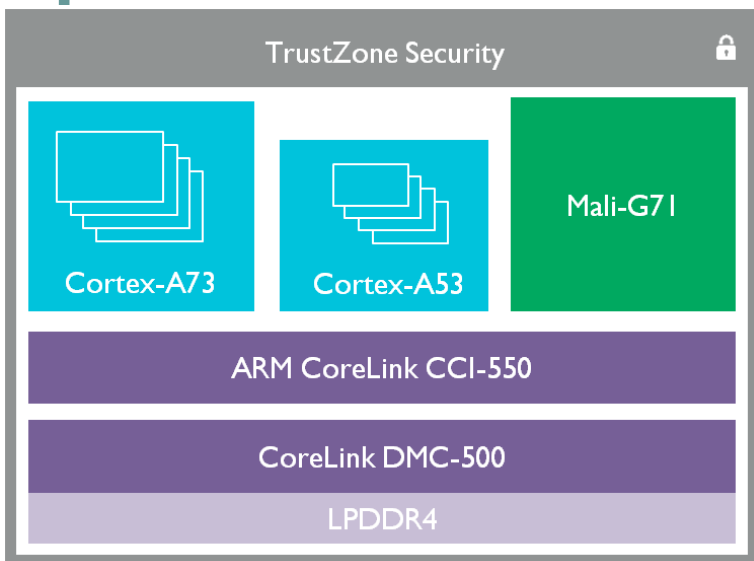 TrustZone Security
Cortex-A73
Cortex-A53
Mali-G71
ARM CoreLink CCI-550
CoreLink DMC-500
LPDDR4